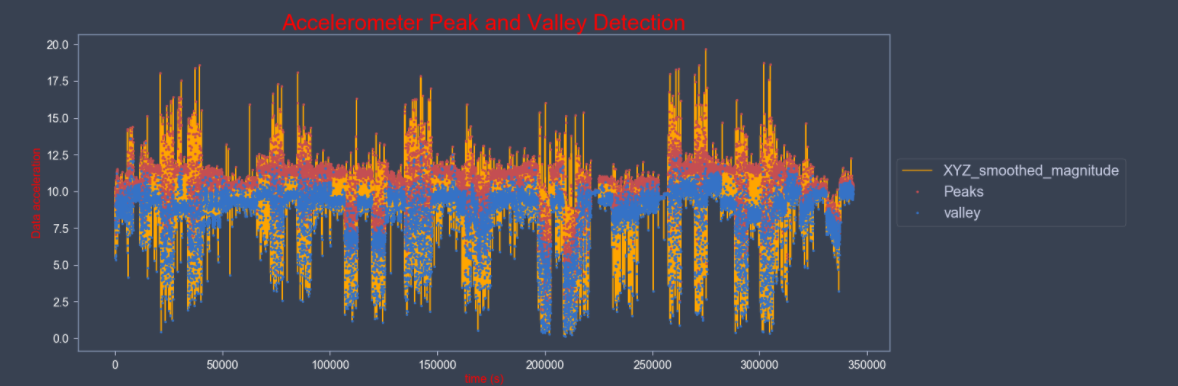 Accelerometer Peak and Valley Detection
20.0
17.5
15.0
12.5
10.0
7.5
5.0
2.5
0.0
Data acceleration
0 50000 100000 150000 200000 250000 300000 350000
time (s)
XYZ_smoothed_magnitude
Peaks
valley